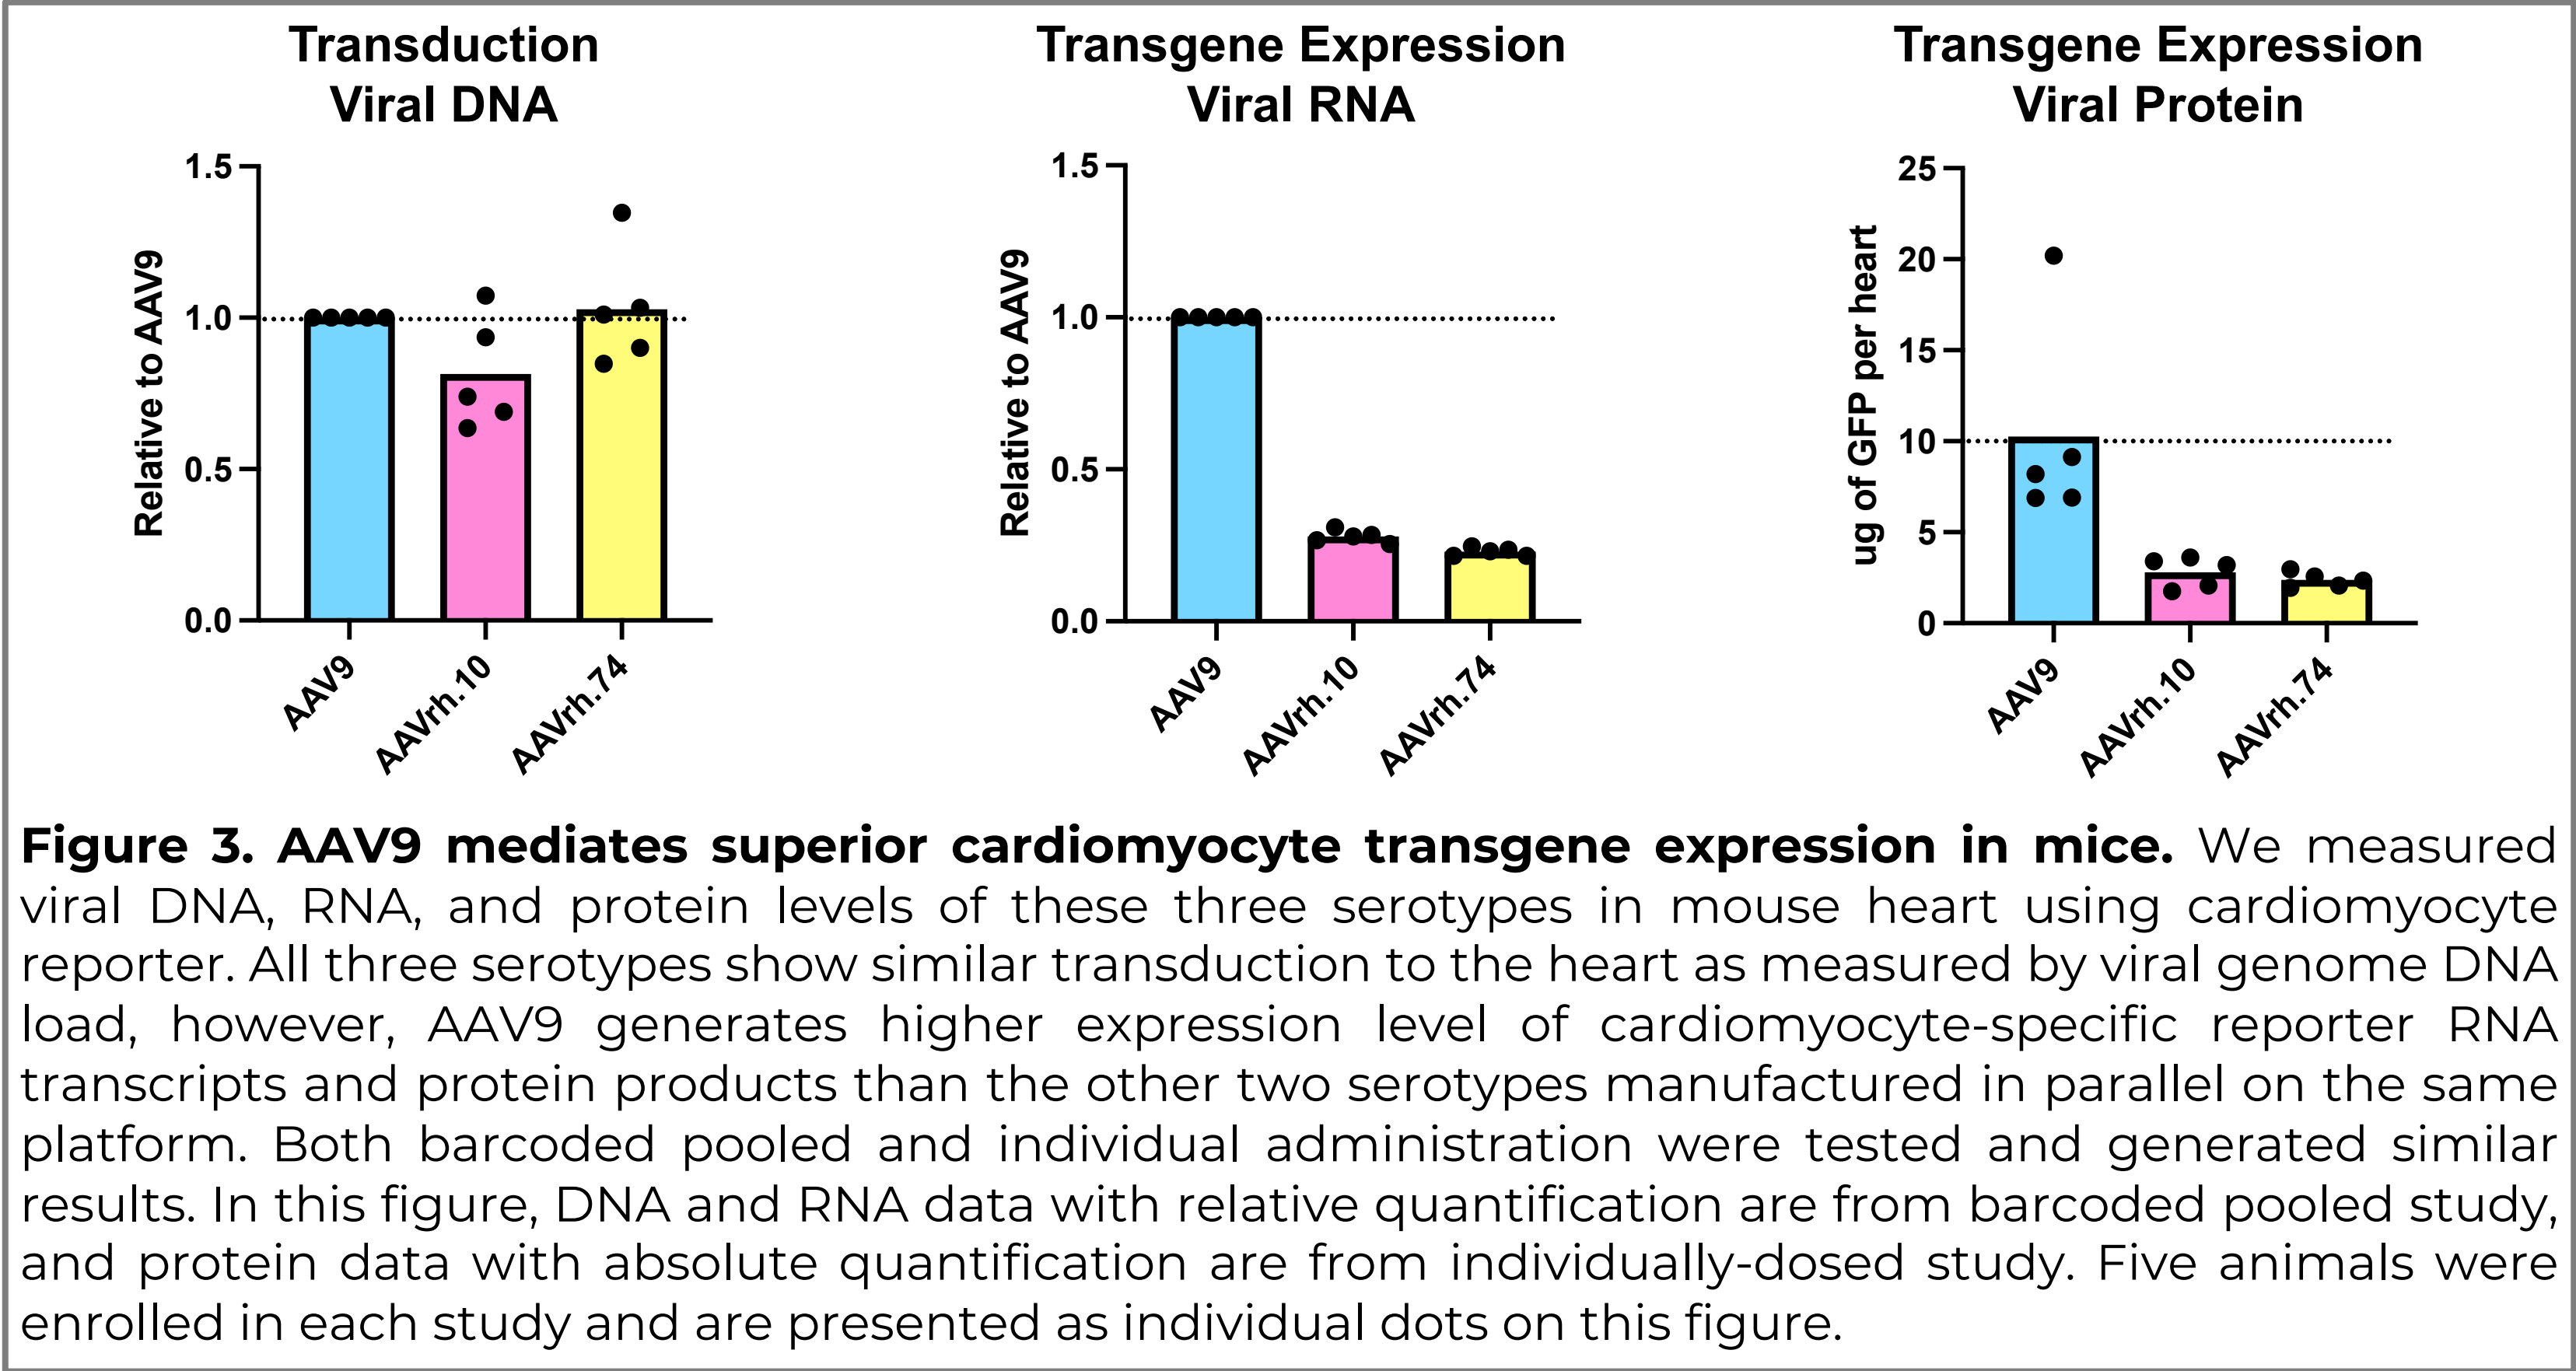 Transduction
Viral DNA
1.5
1.0
0.5
0.0
Relative to AAV9
AAV9
AAVrh.10
AAVrh.74
Transgene Expression
Viral RNA
1.5
1.0
0.5
0.0
Relative to AAV9
AAV9
AAVrh.10
AAVrh.74
Transgene Expression
Viral Protein
25
20
15
10
5
0
ug of GFP per heart
AAV9
AAVrh.10
AAVrh.74
Figure 3. AAV9 mediates superior cardiomyocyte transgene expression in mice. We measured
viral DNA, RNA, and protein levels of these three serotypes in mouse heart using cardiomyocyte
reporter. All three serotypes show similar transduction to the heart as measured by viral genome DNA
load, however, AAV9 generates higher expression level of cardiomyocyte-specific reporter RNA
transcripts and protein products than the other two serotypes manufactured in parallel on the same
platform. Both barcoded pooled and individual administration were tested and generated similar
results. In this figure, DNA and RNA data with relative quantification are from barcoded pooled study,
and protein data with absolute quantification are from individually-dosed study. Five animals were
enrolled in each study and are presented as individual dots on this figure.